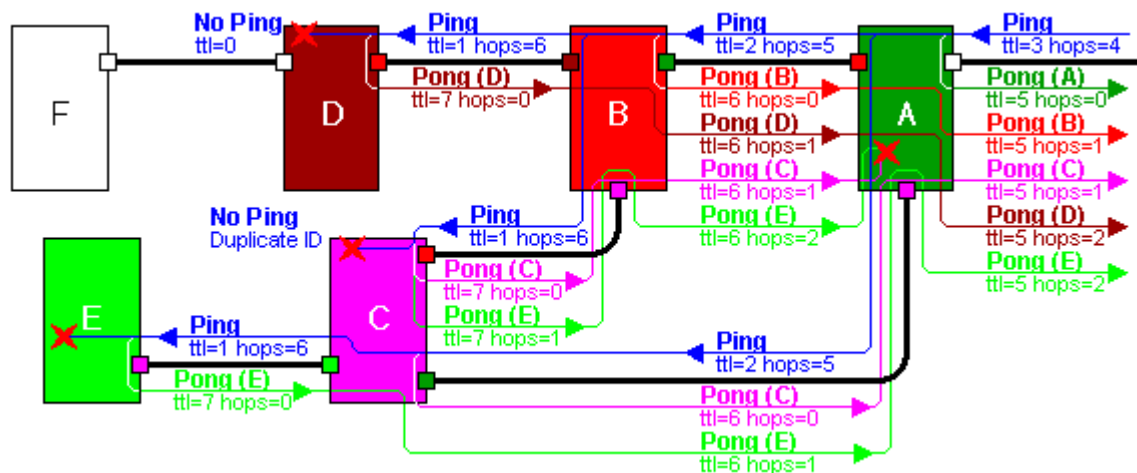 No Ping
ttl=0
Ping
ttl=1 hops=6
Ping
ttl=2 hops=5
Ping
ttl=3 hops=4
F
D
B
A
Pong (D)
ttl=7 hops=0
Pong (B)
ttl=6 hops=0
Pong (A)
ttl=5 hops=0
Pong (D)
ttl=6 hops=1
Pong (B)
ttl=5 hops=1
Pong (C)
ttl=6 hops=1
Pong (C)
ttl=5 hops=1
No Ping
Duplicate ID
Ping
ttl=1 hops=6
Pong (E)
ttl=6 hops=2
Pong (D)
ttl=5 hops=2
Pong (C)
ttl=7 hops=0
Pong (E)
ttl=5 hops=2
E
C
Pong (E)
ttl=7 hops=1
Ping
ttl=1 hops=6
Ping
ttl=2 hops=5
Pong (E)
ttl=7 hops=0
Pong (C)
ttl=6 hops=0
Pong (E)
ttl=6 hops=1